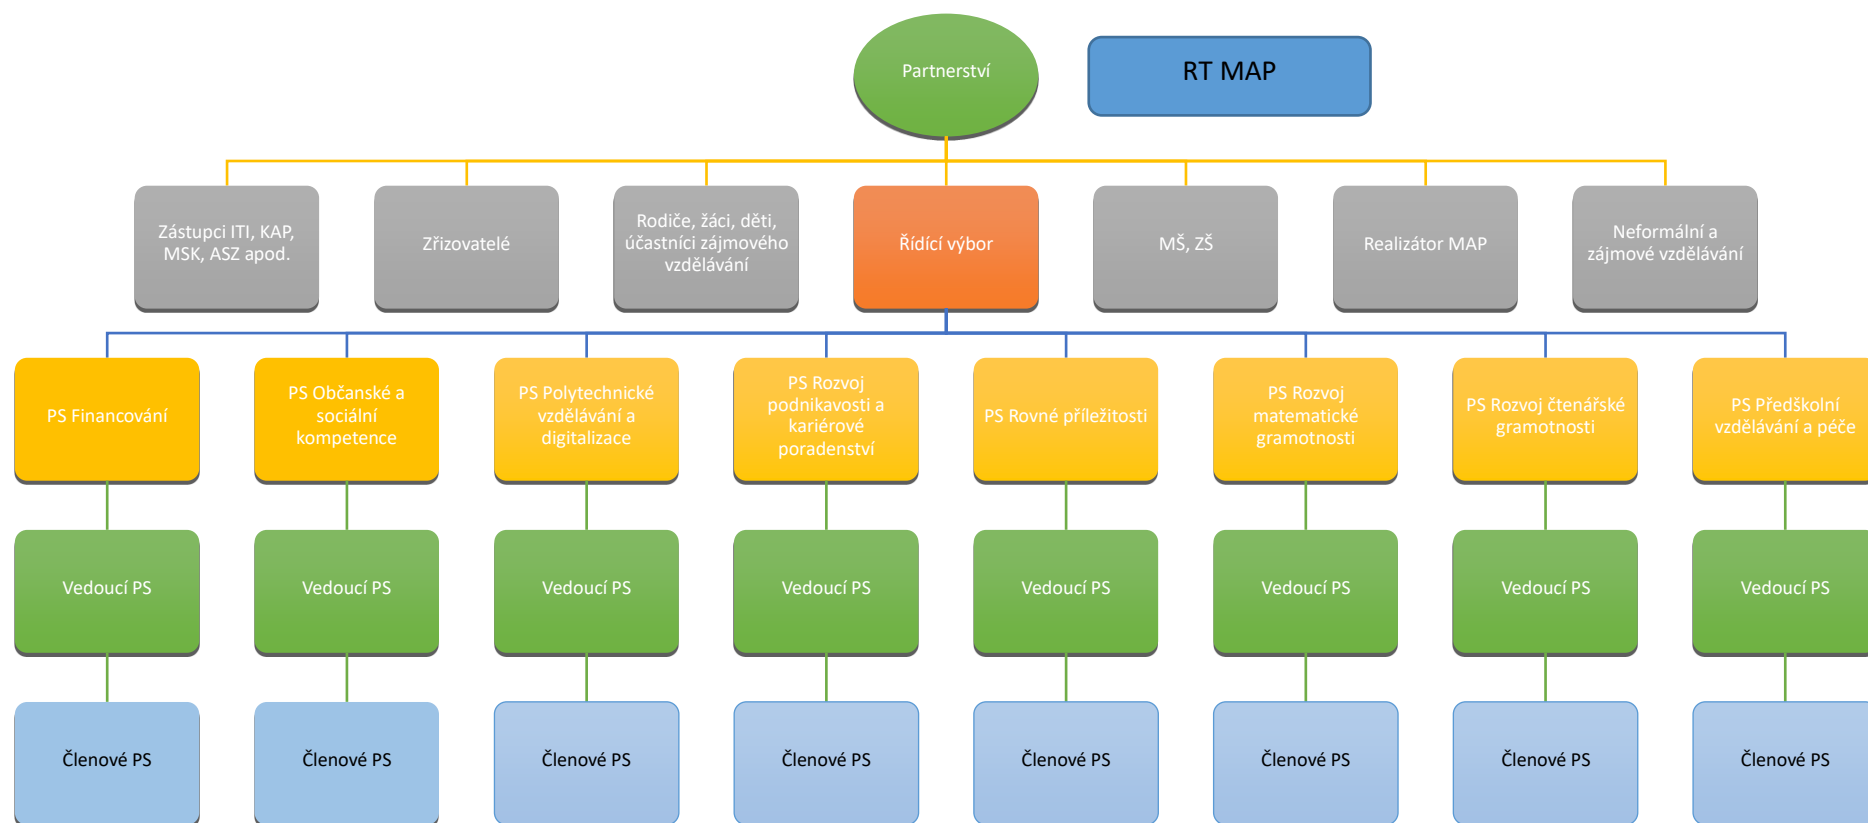 Partnerství
RT MAP
Zástupci ITI, KAP,
MSK, ASZ apod.
Zřizovatelé
Rodiče, žáci, děti,
účastníci zájmového
vzdělávání
Řídící výbor
MŠ, ZŠ
Realizátor MAP
Neformální a
zájmové vzdělávání
PS Financování
PS Občanské a
sociální
kompetence
PS Polytechnické
vzdělávání a
digitalizace
PS Rozvoj
podnikavosti a
kariérové
poradenství
PS Rovné příležitosti
PS Rozvoj
matematické
gramotnosti
PS Rozvoj čtenářské
gramotnosti
PS Předškolní
vzdělávání a péče
Vedoucí PS
Vedoucí PS
Vedoucí PS
Vedoucí PS
Vedoucí PS
Vedoucí PS
Vedoucí PS
Vedoucí PS
Členové PS
Členové PS
Členové PS
Členové PS
Členové PS
Členové PS
Členové PS
Členové PS